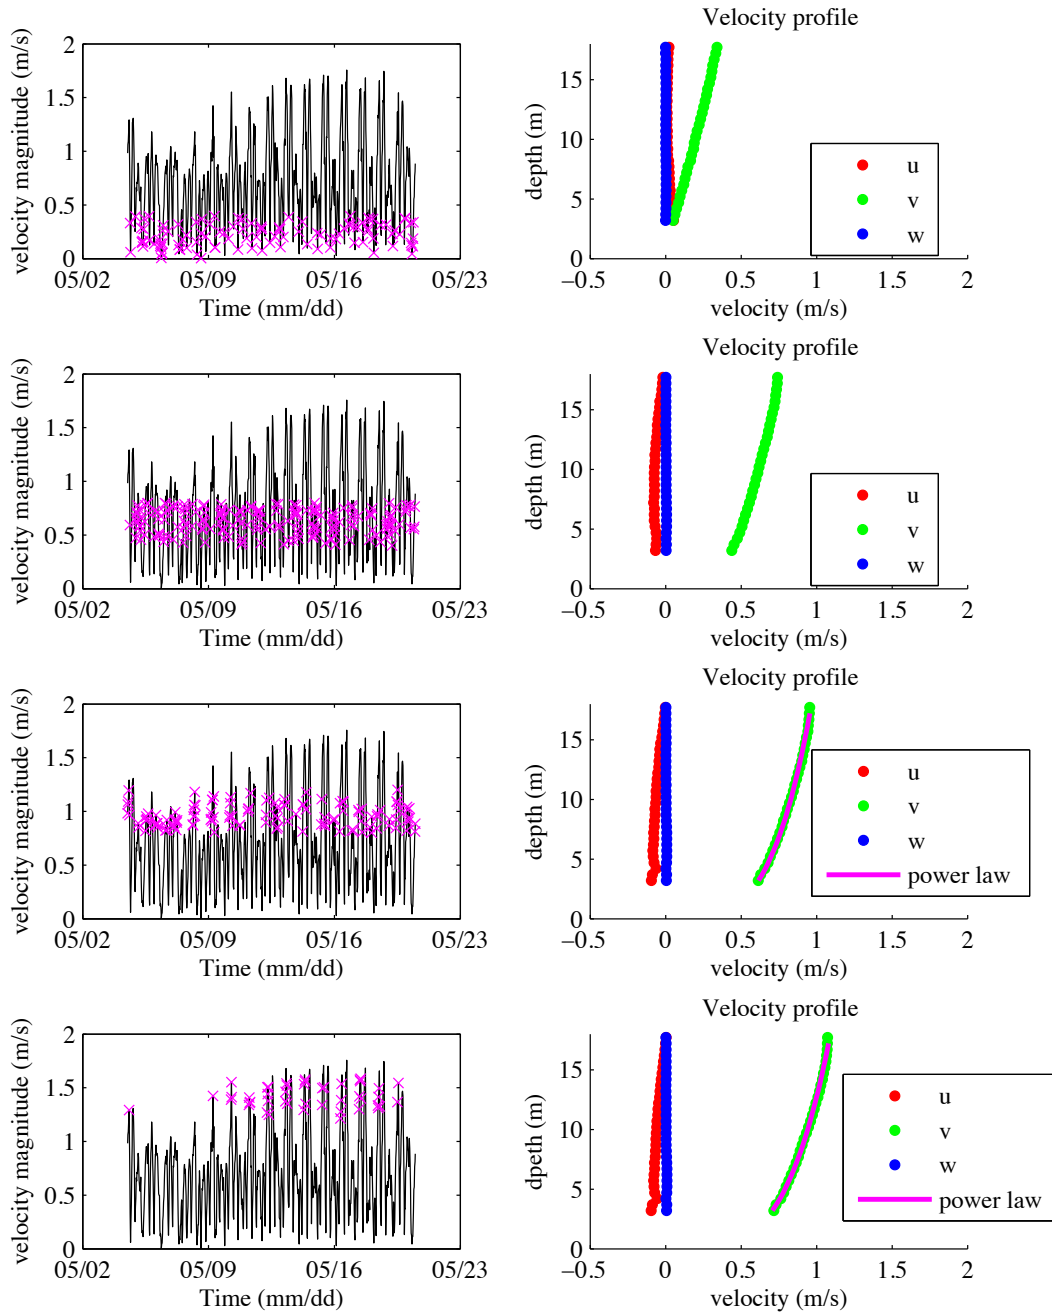 Velocity profile
velocity magnitude (m/s)
2
1.5
1
0.5
0
05/02 05/09 05/16 05/23
Time (mm/dd)
depth (m)
15
10
5
0
u
v
w
−0.5 0 0.5 1 1.5 2
velocity (m/s)
Velocity profile
velocity magnitude (m/s)
2
1.5
1
0.5
0
05/02 05/09 05/16 05/23
Time (mm/dd)
depth (m)
15
10
5
0
u
v
w
−0.5 0 0.5 1 1.5 2
velocity (m/s)
Velocity profile
velocity magnitude (m/s)
2
1.5
1
0.5
0
05/02 05/09 05/16 05/23
Time (mm/dd)
depth (m)
15
10
5
0
u
v
w
power law
−0.5 0 0.5 1 1.5 2
velocity (m/s)
Velocity profile
velocity magnitude (m/s)
2
1.5
1
0.5
0
05/02 05/09 05/16 05/23
Time (mm/dd)
dpeth (m)
15
10
5
0
u
v
w
power law
−0.5 0 0.5 1 1.5 2
velocity (m/s)